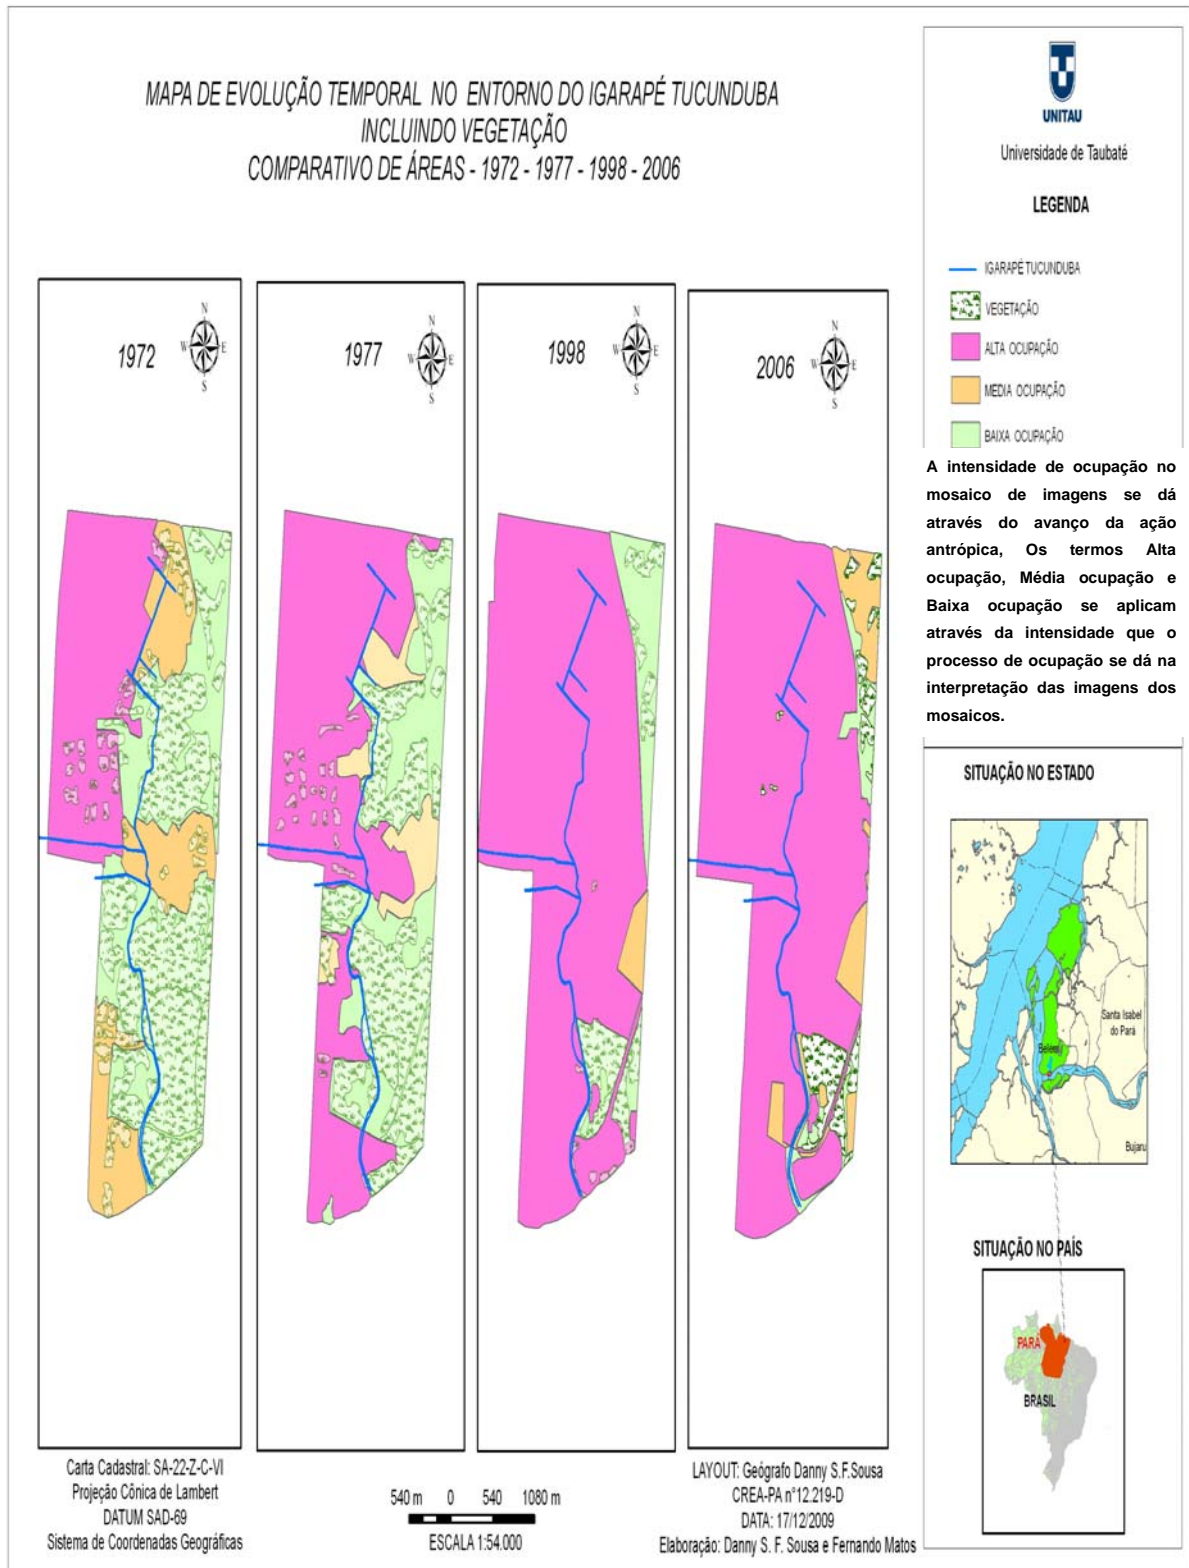 MAPA DE EVOLUÇÃO TEMPORAL NO ENTORNO DO IGARAPÉ TUCUNDUBA
INCLUINDO VEGETAÇÃO
COMPARATIVO DE ÁREAS - 1972 - 1977 - 1998 - 2006
UNITAU
Universidade de Taubaté
LEGENDA
IGARAPÉ TUCUNDUBA
VEGETAÇÃO
ALTA OCUPAÇÃO
MEDIA OCUPAÇÃO
BAIXA OCUPAÇÃO
A intensidade de ocupação no
mosaico de imagens se dá
através do avanço da ação
antrópica, Os termos Alta
ocupação, Média ocupação e
Baixa ocupação se aplicam
através da intensidade que o
processo de ocupação se dá na
interpretação das imagens dos
mosaicos.
1972
N
W
E
S
1977
N
W
E
S
1998
N
W
E
S
2006
N
W
E
S
SITUAÇÃO NO ESTADO
Santa Isabel
do Pará
Belém
Bujaru
SITUAÇÃO NO PAÍS
PARÁ
BRASIL
Carta Cadastral: SA-22-Z-C-VI
Projeção Cônica de Lambert
DATUM SAD-69
Sistema de Coordenadas Geográficas
540 m 0 540 1080 m
ESCALA 1:54.000
LAYOUT: Geógrafo Danny S.F.Sousa
CREA-PA n°12.219-D
DATA: 17/12/2009
Elaboração: Danny S. F. Sousa e Fernando Matos